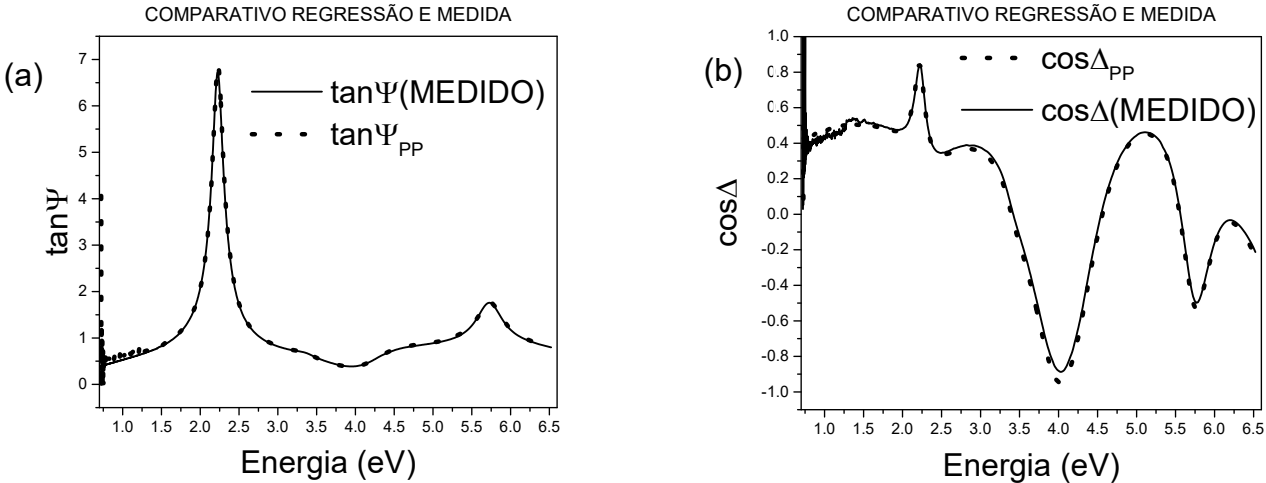 COMPARATIVO REGRESSÃO E MEDIDA
(a)
7
6
5
4
3
2
1
0
tanΨ
tanΨ(MEDIDO)
tanΨPP
1.0 1.5 2.0 2.5 3.0 3.5 4.0 4.5 5.0 5.5 6.0 6.5
Energia (eV)
COMPARATIVO REGRESSÃO E MEDIDA
(b)
1.0
0.8
0.6
0.4
0.2
0.0
-0.2
-0.4
-0.6
-0.8
-1.0
cosΔ
cosΔPP
cosΔ(MEDIDO)
1.0 1.5 2.0 2.5 3.0 3.5 4.0 4.5 5.0 5.5 6.0 6.5
Energia (eV)